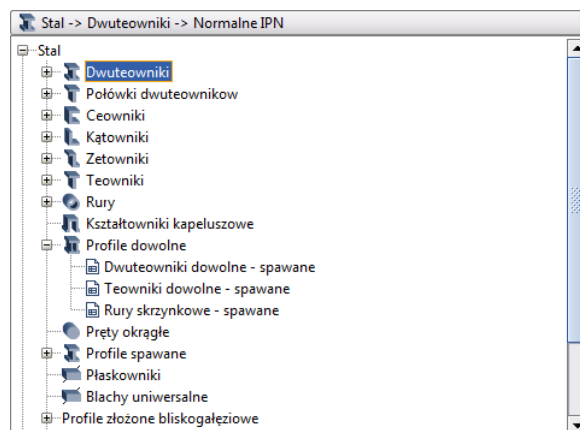 Stal -> Dwuteowniki -> Normalne IPN
Stal
Dwuteowniki
Połówki dwuteownikow
Ceowniki
Kątowniki
Zetowniki
Teowniki
Rury
Kształtowniki kapeluszowe
Profile dowolne
Dwuteowniki dowolne - spawane
Teowniki dowolne - spawane
Rury skrzynkowe - spawane
Pręty okrągłe
Profile spawane
Płaskowniki
Blachy uniwersalne
Profile złożone bliskogałęziowe